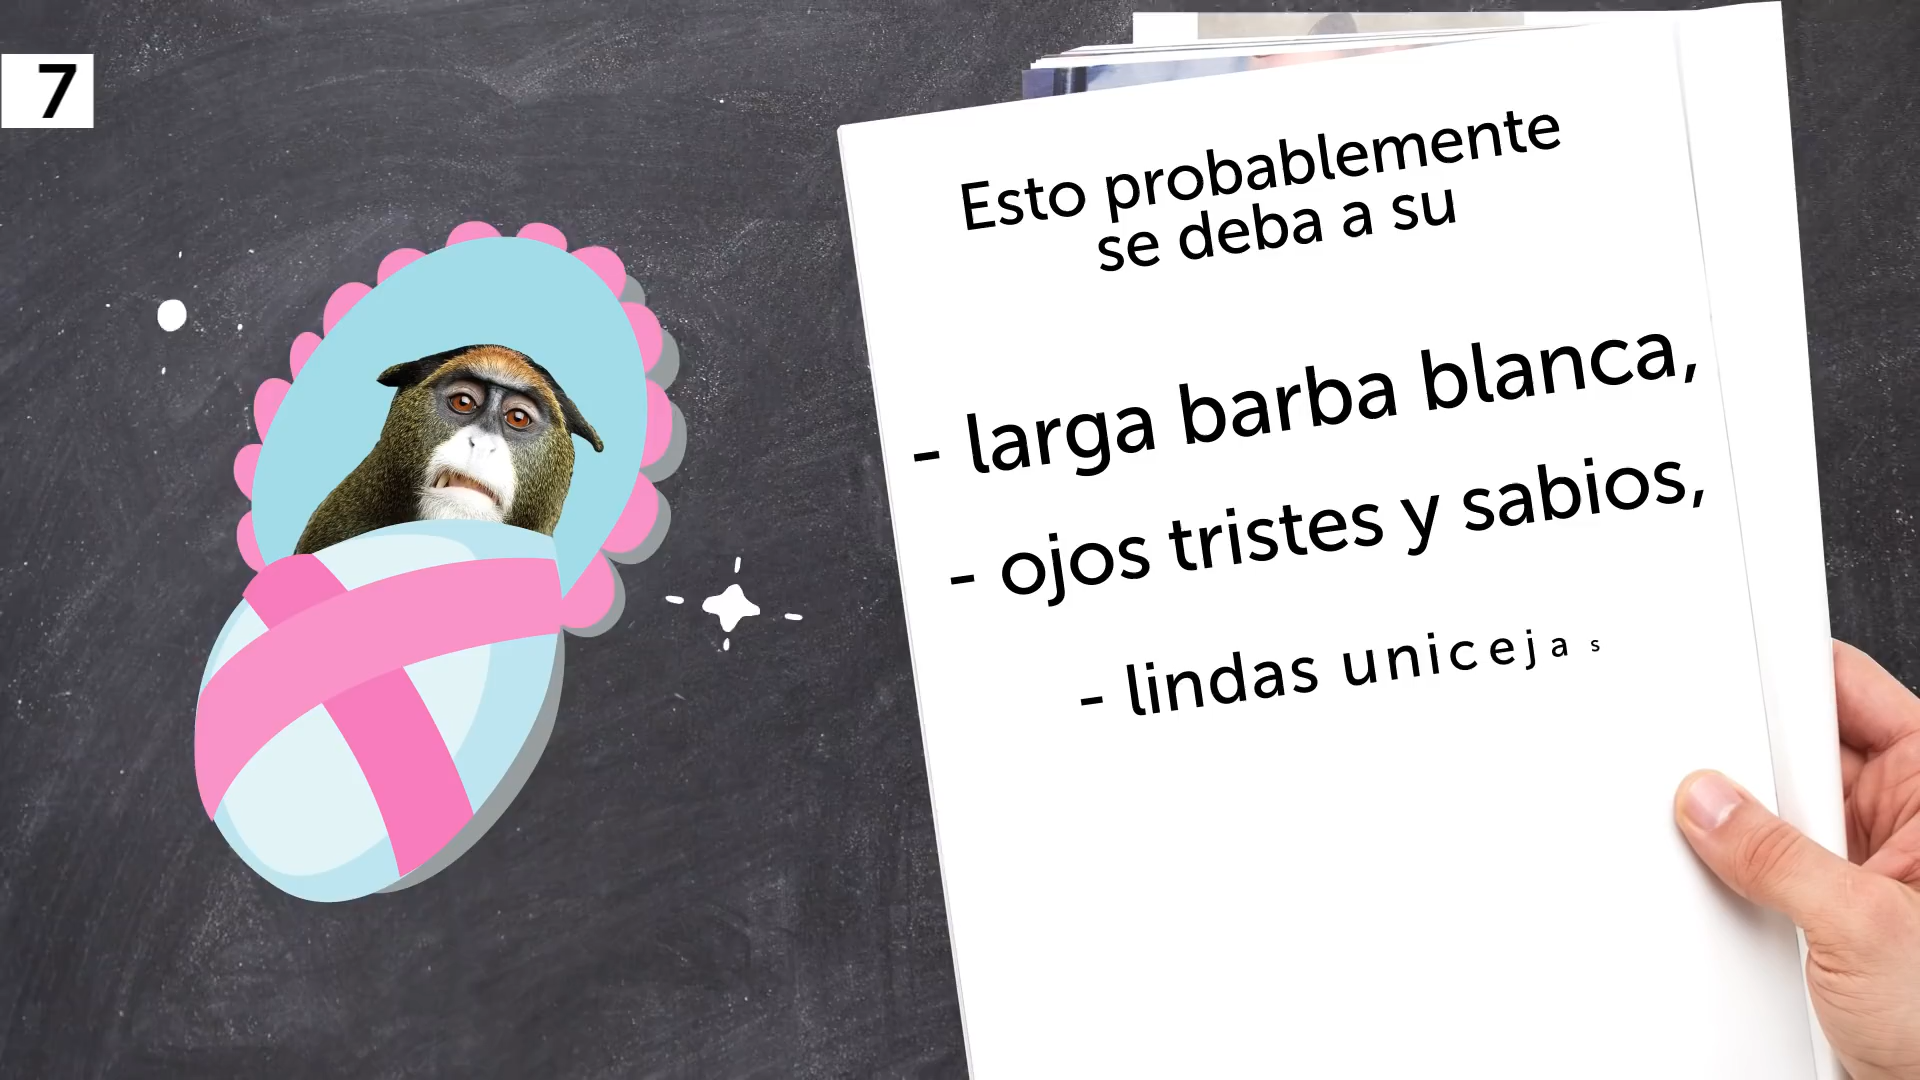 7
Esto probablemente
se deba a su
- larga barba blanca,
- ojos tristes y sabios,
- lindas unicejas